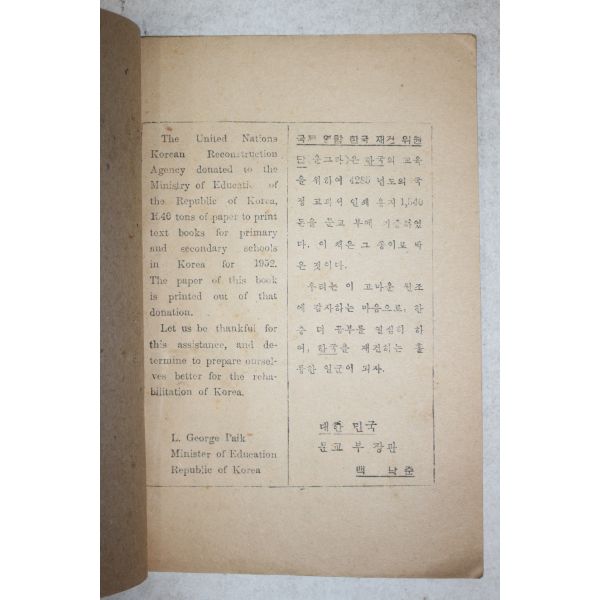 The United Nations
Korean Reconstruction
Agency donated to the
Ministry of Education of
the Republic of Korea,
tons of paper to print
text books for primary
and secondary schools
in Korea for 1952.
The paper of this book
is printed out of that
donation.
Let us be thankful for
this assistance, and de-
termine to prepare oursel-
ves better for the reha-
bilitation of Korea.
L. George Paik
Minister of Education
Republic of Korea
국제 연합 한국 재건 위원
단(운끄라)은 한국의 교육
을 위하여 4285 년도의 국
정 교과서 인쇄 용지 1,540
톤을 문교 부에 기증하였
다. 이 책은 그 종이로 박
은 것이다.
우리는 이 고마운 원조
에 감사하는 마음으로, 한
층 더 공부를 열심히 하
여, 한국을 재건하는 훌
륭한 일군이 되자.
대한 민국
문교 부 장관
백 낙 준